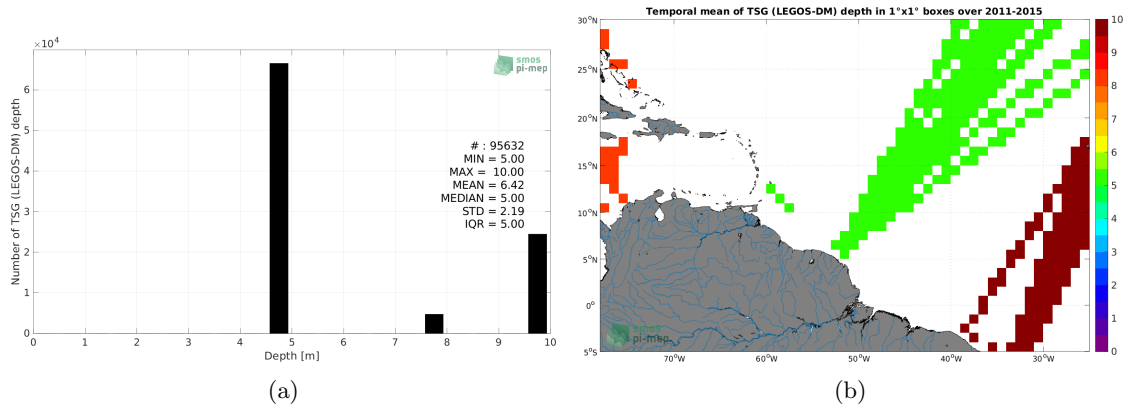 ×10⁴
6
5
4
3
2
1
0
Number of TSG (LEGOS-DM) depth
0 1 2 3 4 5 6 7 8 9 10
Depth [m]
smos
pi-mep
# : 95632
MIN = 5.00
MAX = 10.00
MEAN = 6.42
MEDIAN = 5.00
STD = 2.19
IQR = 5.00
(a)
Temporal mean of TSG (LEGOS-DM) depth in 1°x1° boxes over 2011-2015
30°N
25°N
20°N
15°N
10°N
5°N
0°
5°S
70°W 60°W 50°W 40°W 30°W
smos
pi-mep
10
9
8
7
6
5
4
3
2
1
0
(b)